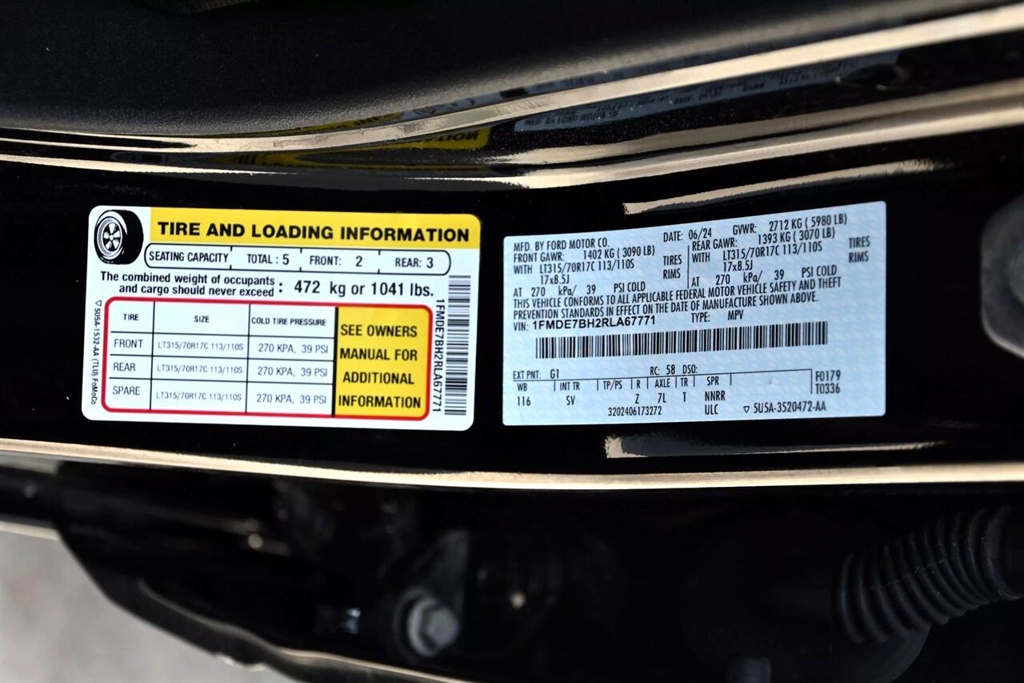 TIRE AND LOADING INFORMATION
SEATING CAPACITY TOTAL : 5 FRONT: 2 REAR: 3
The combined weight of occupants and cargo should never exceed : 472 kg or 1041 lbs.
TIRE SIZE COLD TIRE PRESSURE
FRONT LT315/70R17C 113/110S 270 KPA, 39 PSI
REAR LT315/70R17C 113/110S 270 KPA, 39 PSI
SPARE LT315/70R17C 113/110S 270 KPA, 39 PSI
SEE OWNERS
MANUAL FOR
ADDITIONAL
INFORMATION
▽ 5U5A-1532-AA (TLU) FoMoCo
1FMDE7BH2RLA67771
MFD. BY FORD MOTOR CO. DATE: 06/24 GVWR: 2712 KG ( 5980 LB)
FRONT GAWR: 1402 KG ( 3090 LB) REAR GAWR: 1393 KG ( 3070 LB)
WITH LT315/70R17C 113/110S TIRES WITH LT315/70R17C 113/110S TIRES
17x8.5J RIMS 17x8.5J RIMS
AT 270 kPa/ 39 PSI COLD AT 270 kPa/ 39 PSI COLD
THIS VEHICLE CONFORMS TO ALL APPLICABLE FEDERAL MOTOR VEHICLE SAFETY AND THEFT
PREVENTION STANDARDS IN EFFECT ON THE DATE OF MANUFACTURE SHOWN ABOVE.
VIN: 1FMDE7BH2RLA67771 TYPE: MPV
EXT PNT: G1 RC: 58 DSO:
WB INT TR TP/PS R AXLE TR SPR F0179
116 SV Z 7L T NNRR T0336
3202406173272 ULC ▽ 5U5A-3520472-AA